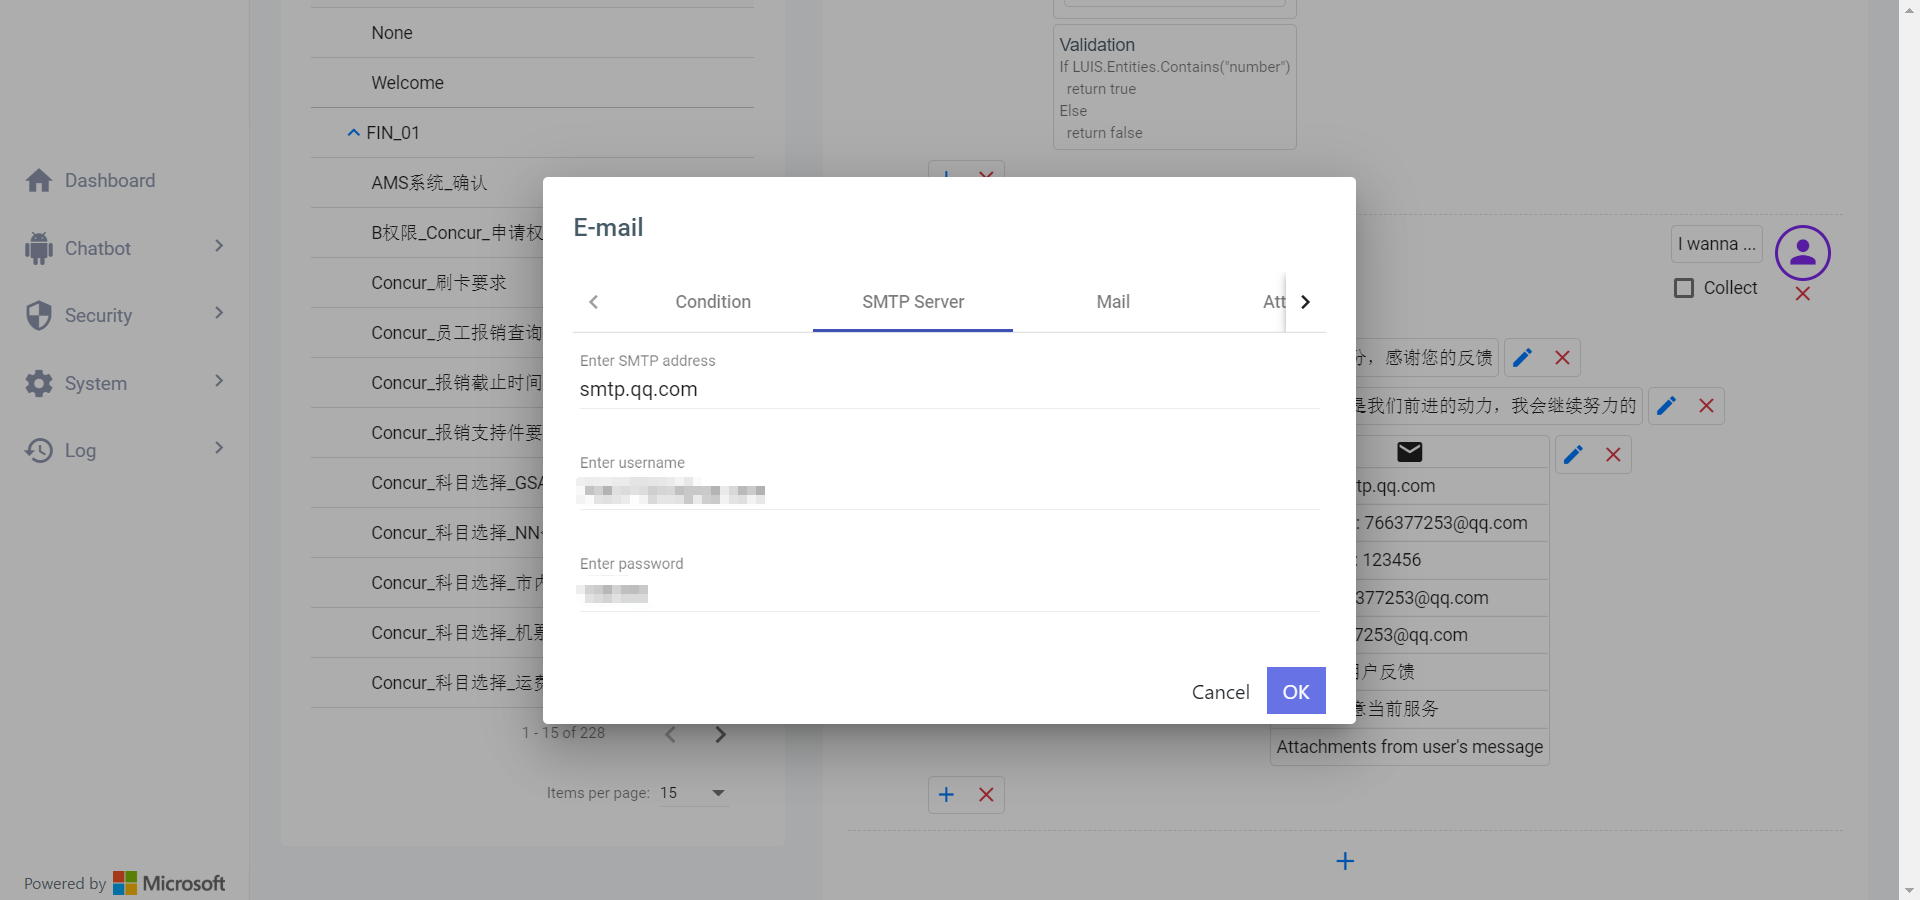 None
Welcome
FIN_01
AMS系统_确认
B权限_Concur_申请权
Concur_刷卡要求
Concur_员工报销查询
Concur_报销截止时间
Concur_报销支持件要
Concur_科目选择_GSA
Concur_科目选择_NN
Concur_科目选择_市内
Concur_科目选择_机票
Concur_科目选择_运费
1 - 15 of 228
Items per page: 15
Dashboard
Chatbot
Security
System
Log
Powered by Microsoft
Validation
If LUIS.Entities.Contains("number")
return true
Else
return false
I wanna ...
Collect
，感谢您的反馈
是我们前进的动力，我会继续努力的
tp.qq.com
: 766377253@qq.com
: 123456
377253@qq.com
7253@qq.com
用户反馈
意当前服务
Attachments from user's message
E-mail
Condition
SMTP Server
Mail
Att
Enter SMTP address
smtp.qq.com
Enter username
Enter password
Cancel
OK